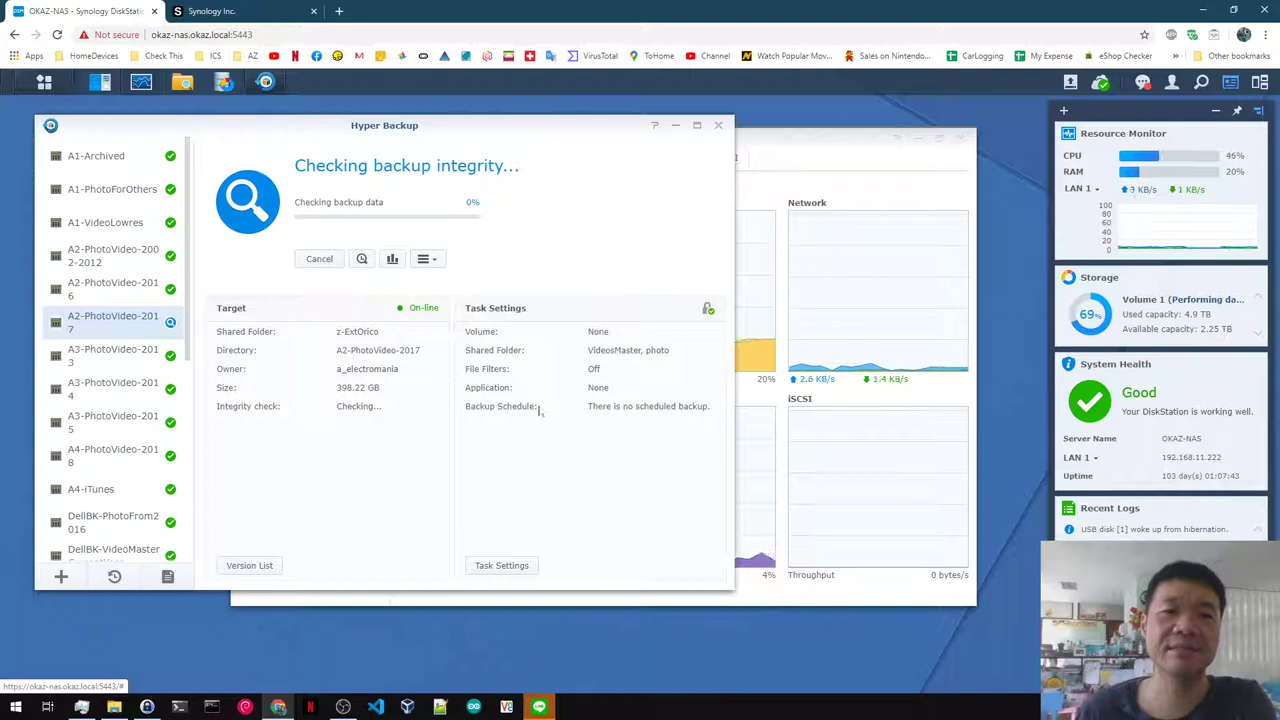 OKAZ-NAS - Synology DiskStati
Synology Inc.
Not secure
okaz-nas.okaz.local:5443
Apps
HomeDevices
Check This
ICS
AZ
VirusTotal
ToHome
Channel
Watch Popular Mov...
Sales on Nintendo...
CarLogging
My Expense
eShop Checker
Other bookmarks
Hyper Backup
A1-Archived
A1-PhotoForOthers
A1-VideoLowres
A2-PhotoVideo-200
2-2012
A2-PhotoVideo-201
6
A2-PhotoVideo-201
7
A3-PhotoVideo-201
3
A3-PhotoVideo-201
4
A3-PhotoVideo-201
5
A4-PhotoVideo-201
8
A4-iTunes
DellBK-PhotoFrom2
016
DellBK-VideoMaster
Checking backup integrity...
Checking backup data
0%
Cancel
Target
On-line
Shared Folder:
z-ExtOrico
Directory:
A2-PhotoVideo-2017
Owner:
a_electromania
Size:
398.22 GB
Integrity check:
Checking...
Version List
Task Settings
Volume:
None
Shared Folder:
VideosMaster, photo
File Filters:
Off
Application:
None
Backup Schedule:
There is no scheduled backup.
Task Settings
20%
4%
Network
2.6 KB/s
1.4 KB/s
iSCSI
Throughput
0 bytes/s
Resource Monitor
CPU
46%
RAM
20%
LAN 1
3 KB/s
1 KB/s
100
80
60
40
20
0
Storage
69%
Volume 1 (Performing da...
Used capacity: 4.9 TB
Available capacity: 2.25 TB
System Health
Good
Your DiskStation is working well.
Server Name
OKAZ-NAS
LAN 1
192.168.11.222
Uptime
103 day(s) 01:07:43
Recent Logs
USB disk [1] woke up from hibernation.
https://okaz-nas.okaz.local:5443/#